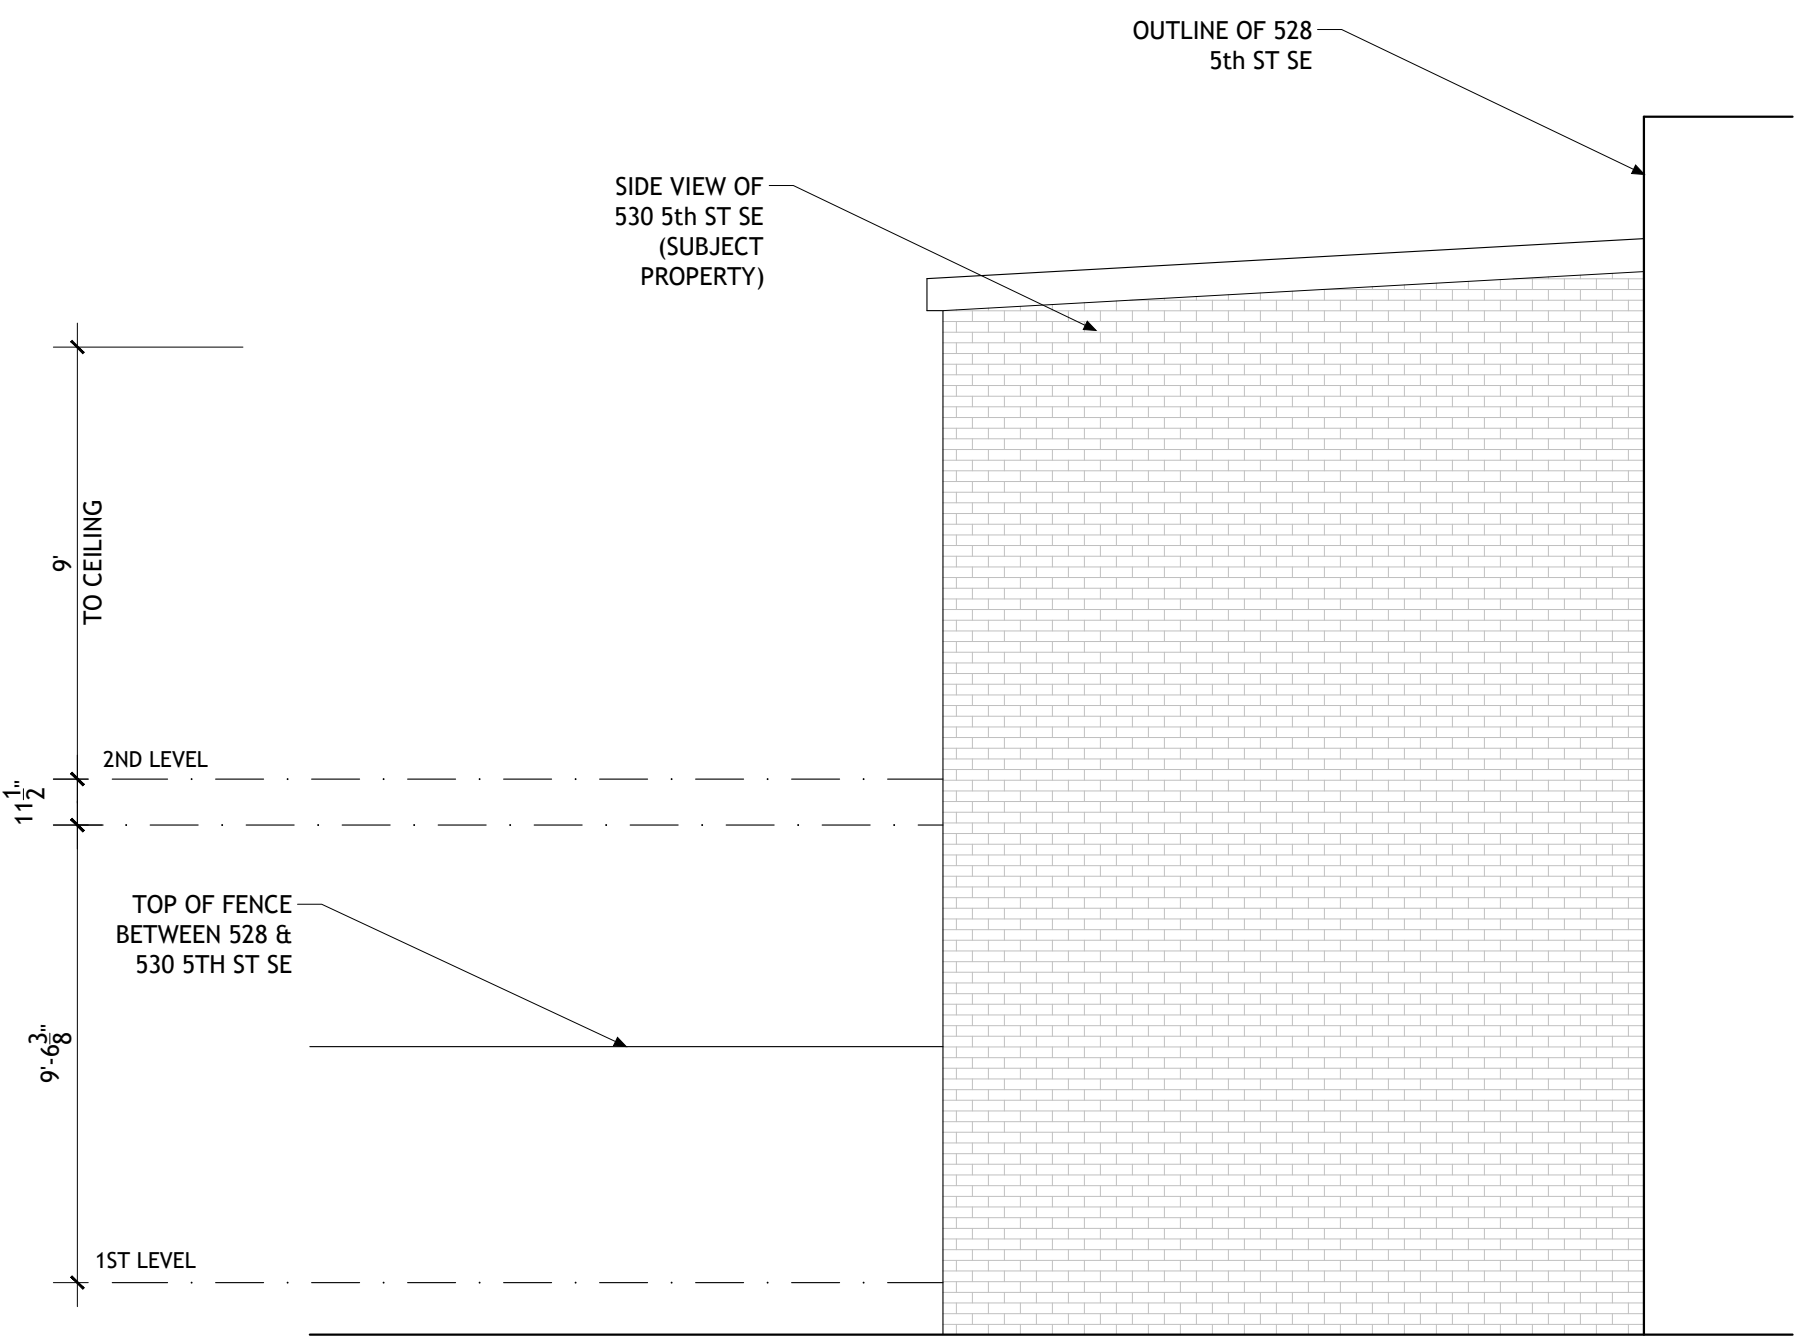 OUTLINE OF 528
5th ST SE
SIDE VIEW OF
530 5th ST SE
(SUBJECT
PROPERTY)
9'
TO CEILING
2ND LEVEL
11 1/2"
TOP OF FENCE
BETWEEN 528 &
530 5TH ST SE
9'-6 3/8"
1ST LEVEL